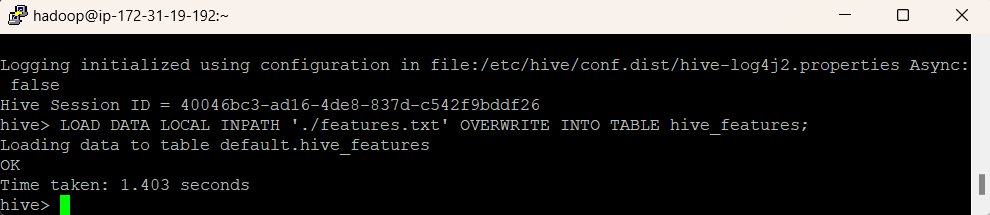 hadoop@ip-172-31-19-192:~
Logging initialized using configuration in file:/etc/hive/conf.dist/hive-log4j2.properties Async:
 false
Hive Session ID = 40046bc3-ad16-4de8-837d-c542f9bddf26
hive> LOAD DATA LOCAL INPATH './features.txt' OVERWRITE INTO TABLE hive_features;
Loading data to table default.hive_features
OK
Time taken: 1.403 seconds
hive>